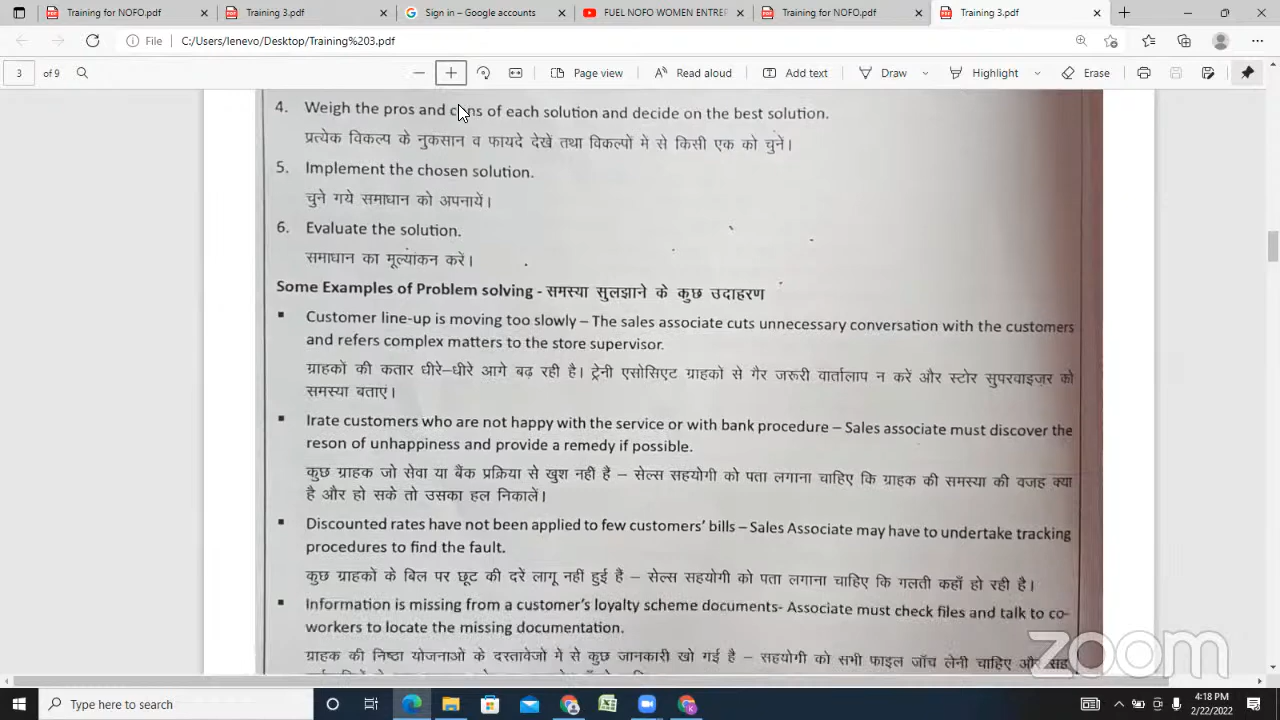 Training for NOFO.pdf
Training 3.pdf
Sign in – Google accounts
FUEL NOFO WOMEN ENTREF
Training for NOFO.pdf
Training 3.pdf
File C:/Users/lenevo/Desktop/Training%203.pdf
3 of 9 Page view Read aloud Add text Draw Highlight Erase
4. Weigh the pros and cons of each solution and decide on the best solution.
प्रत्येक विकल्प के नुकसान व फायदे देखें तथा विकल्पों में से किसी एक को चुनें।
5. Implement the chosen solution.
चुने गये समाधान को अपनायें।
6. Evaluate the solution.
समाधान का मूल्यांकन करें।
Some Examples of Problem solving - समस्या सुलझाने के कुछ उदाहरण
▪ Customer line-up is moving too slowly – The sales associate cuts unnecessary conversation with the customers
and refers complex matters to the store supervisor.
ग्राहकों की कतार धीरे–धीरे आगे बढ़ रही है। ट्रेनी एसोसिएट ग्राहकों से गैर जरूरी वार्तालाप न करें और स्टोर सुपरवाइज़र को
समस्या बताएं।
▪ Irate customers who are not happy with the service or with bank procedure – Sales associate must discover the
reson of unhappiness and provide a remedy if possible.
कुछ ग्राहक जो सेवा या बैंक प्रक्रिया से खुश नहीं है – सेल्स सहयोगी को पता लगाना चाहिए कि ग्राहक की समस्या की वजह क्या
है और हो सके तो उसका हल निकालें।
▪ Discounted rates have not been applied to few customers' bills – Sales Associate may have to undertake tracking
procedures to find the fault.
कुछ ग्राहकों के बिल पर छूट की दरें लागू नहीं हुई हैं – सेल्स सहयोगी को पता लगाना चाहिए कि गलती कहाँ हो रही है।
▪ Information is missing from a customer's loyalty scheme documents- Associate must check files and talk to co-
workers to locate the missing documentation.
ग्राहक की निष्ठा योजनाओं के दस्तावेजो मे से कुछ जानकारी खो गई है – सहयोगी को सभी फाइल जाँच लेनी चाहिए और सह
zoom
Type here to search
4:18 PM
2/22/2022